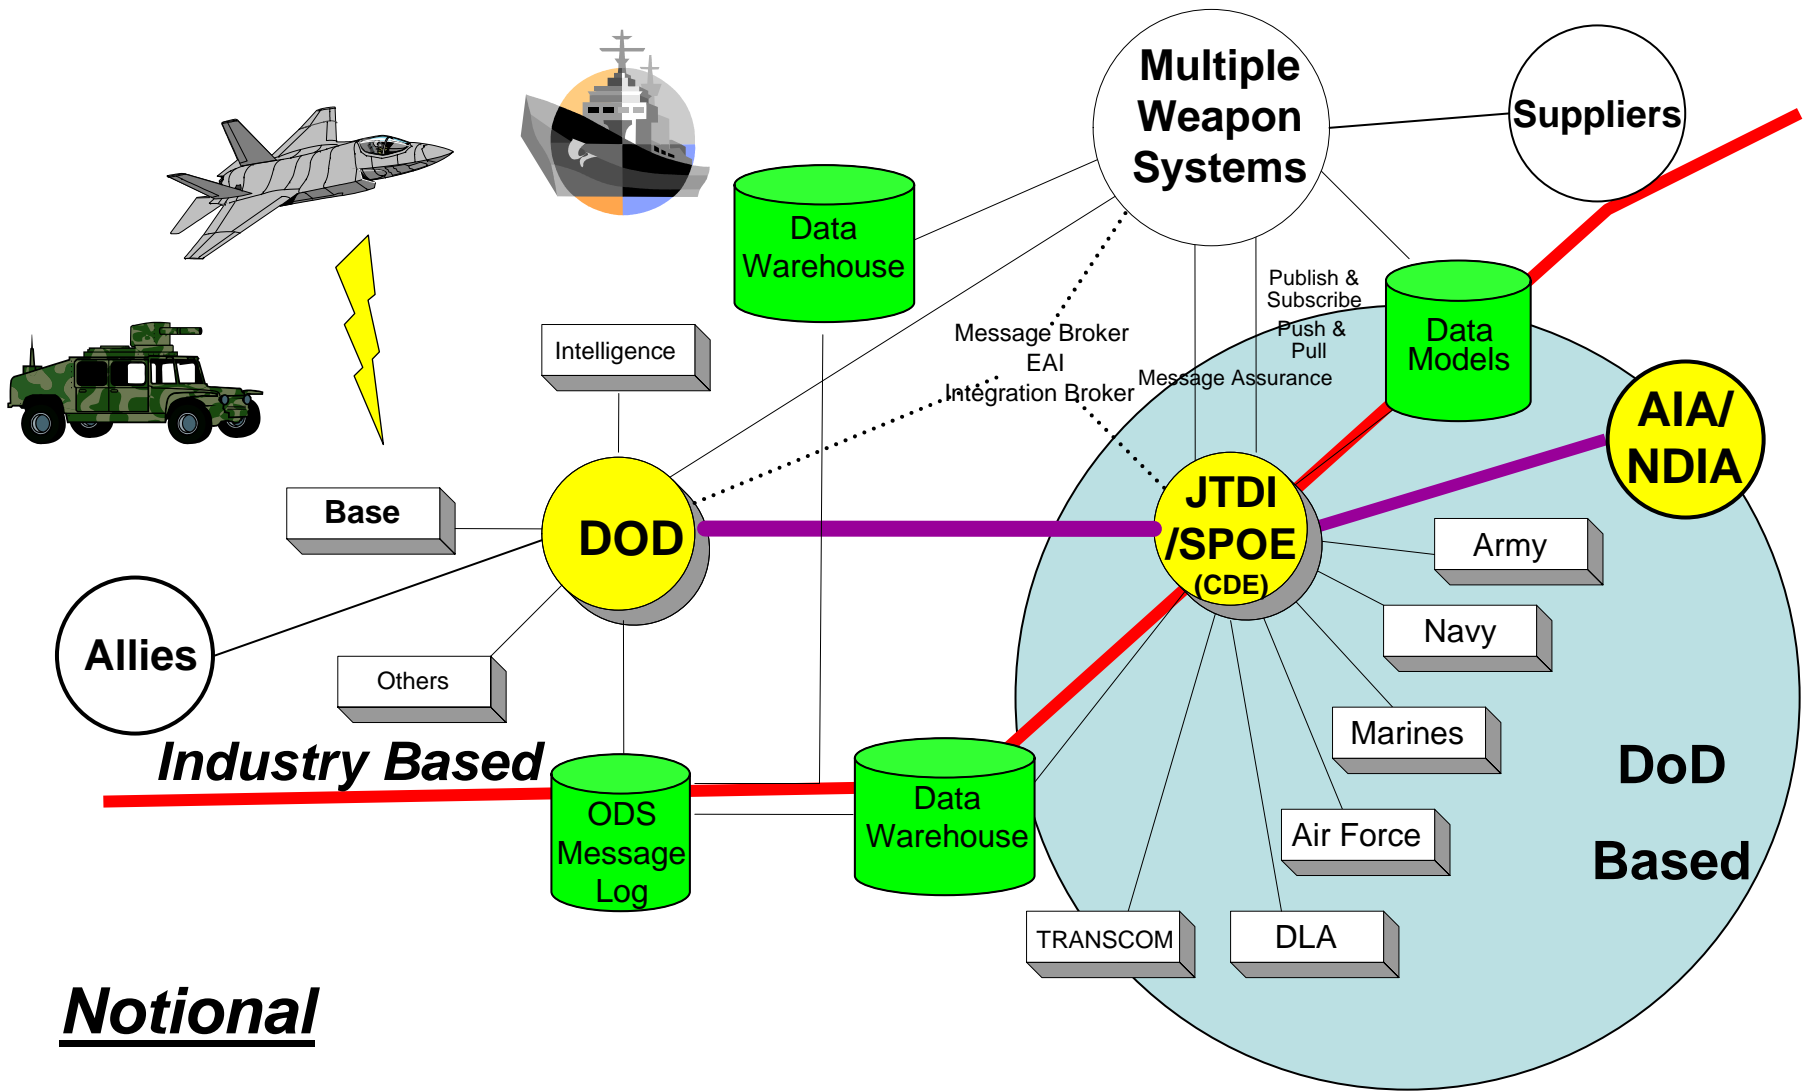 Multiple
Weapon
Systems
Suppliers
Data
Warehouse
Publish &
Subscribe
Push &
Pull
Message Assurance
Message Broker
EAI
Integration Broker
Data
Models
Intelligence
AIA/
NDIA
Base
DOD
JTDI
/SPOE
(CDE)
Army
Navy
Allies
Others
Marines
Industry Based
DoD
Based
ODS
Message
Log
Data
Warehouse
Air Force
TRANSCOM
DLA
Notional